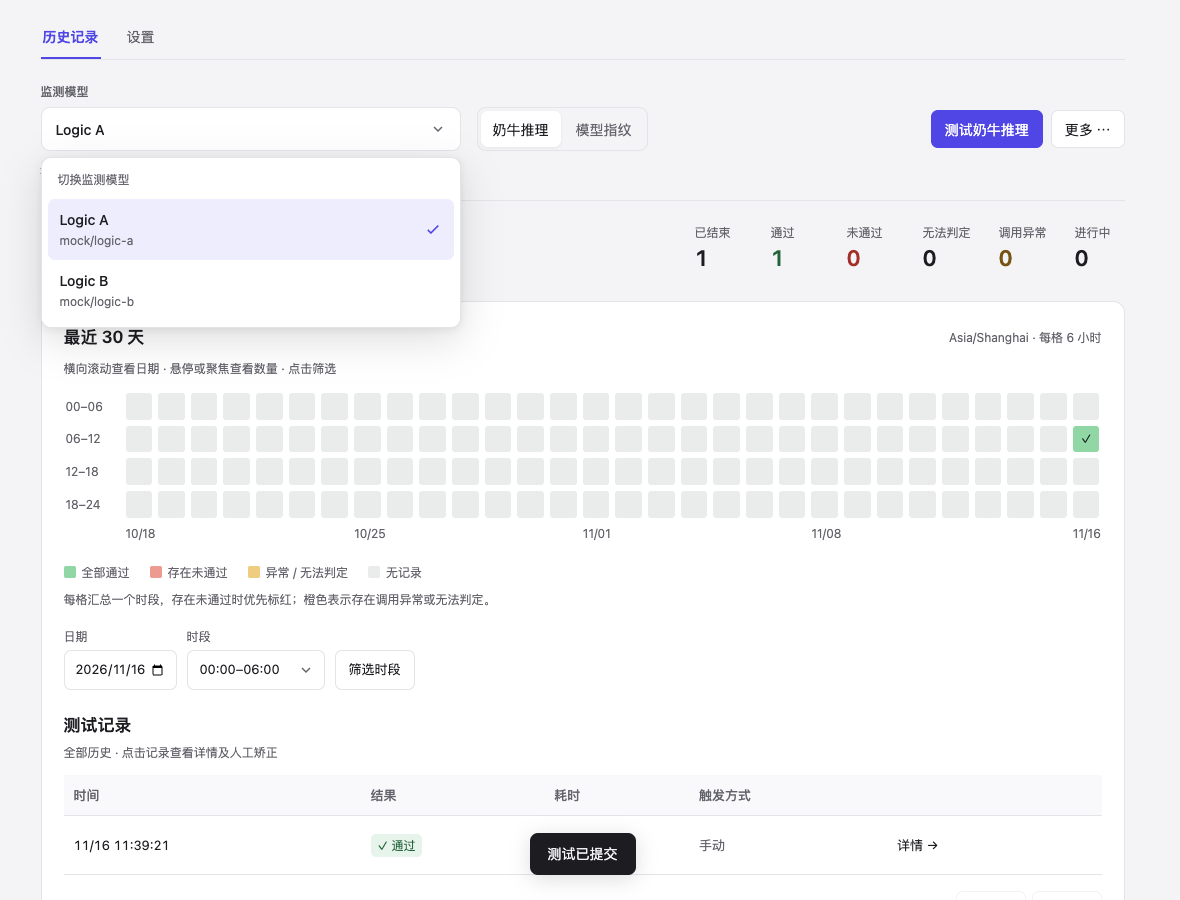 历史记录 设置
监测模型
Logic A 奶牛推理 模型指纹 测试奶牛推理 更多 ···
切换监测模型
Logic A
mock/logic-a
Logic B
mock/logic-b
已结束 通过 未通过 无法判定 调用异常 进行中
1 1 0 0 0 0
最近 30 天 Asia/Shanghai · 每格 6 小时
横向滚动查看日期 · 悬停或聚焦查看数量 · 点击筛选
00–06
06–12
12–18
18–24
10/18 10/25 11/01 11/08 11/16
全部通过 存在未通过 异常 / 无法判定 无记录
每格汇总一个时段，存在未通过时优先标红；橙色表示存在调用异常或无法判定。
日期 时段
2026/11/16 00:00–06:00 筛选时段
测试记录
全部历史 · 点击记录查看详情及人工矫正
时间 结果 耗时 触发方式
11/16 11:39:21 ✓ 通过 手动 详情 →
测试已提交